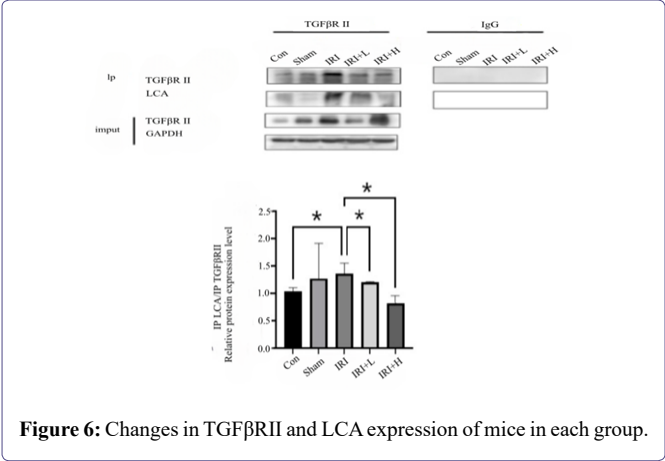 TGFβR II
IgG
Con Sham IRI IRI+L IRI+H
Con Sham IRI IRI+L IRI+H
Ip
TGFβR II
LCA
imput
TGFβR II
GAPDH
* * *
IP LCA/IP TGFβRII
Relative protein expression level
2.5
2.0
1.5
1.0
0.5
0.0
Con Sham IRI IRI+L IRI+H
Figure 6: Changes in TGFβRII and LCA expression of mice in each group.